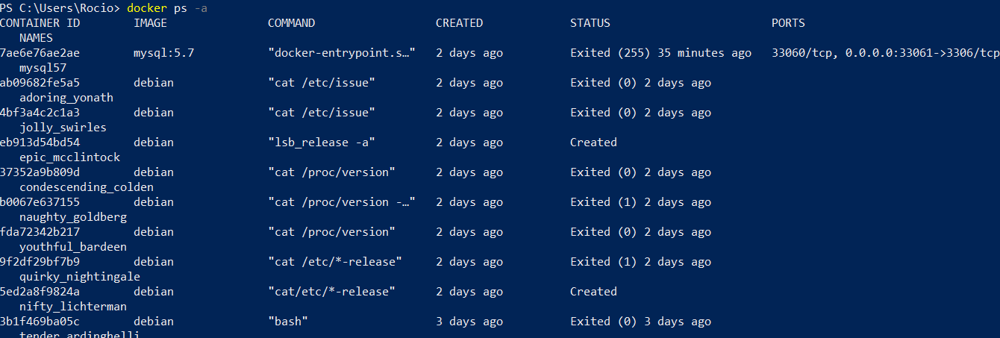 PS C:\Users\Rocio> docker ps -a
CONTAINER ID IMAGE COMMAND CREATED STATUS PORTS
NAMES
7ae6e76ae2ae mysql:5.7 "docker-entrypoint.s…" 2 days ago Exited (255) 35 minutes ago 33060/tcp, 0.0.0.0:33061->3306/tcp
mysql57
ab09682fe5a5 debian "cat /etc/issue" 2 days ago Exited (0) 2 days ago
adoring_yonath
4bf3a4c2c1a3 debian "cat /etc/issue" 2 days ago Exited (0) 2 days ago
jolly_swirles
eb913d54bd54 debian "lsb_release -a" 2 days ago Created
epic_mcclintock
37352a9b809d debian "cat /proc/version" 2 days ago Exited (0) 2 days ago
condescending_colden
b0067e637155 debian "cat /proc/version -…" 2 days ago Exited (1) 2 days ago
naughty_goldberg
fda72342b217 debian "cat /proc/version" 2 days ago Exited (0) 2 days ago
youthful_bardeen
9f2df29bf7b9 debian "cat /etc/*-release" 2 days ago Exited (1) 2 days ago
quirky_nightingale
5ed2a8f9824a debian "cat/etc/*-release" 2 days ago Created
nifty_lichterman
3b1f469ba05c debian "bash" 3 days ago Exited (0) 3 days ago
tender_ardinghelli